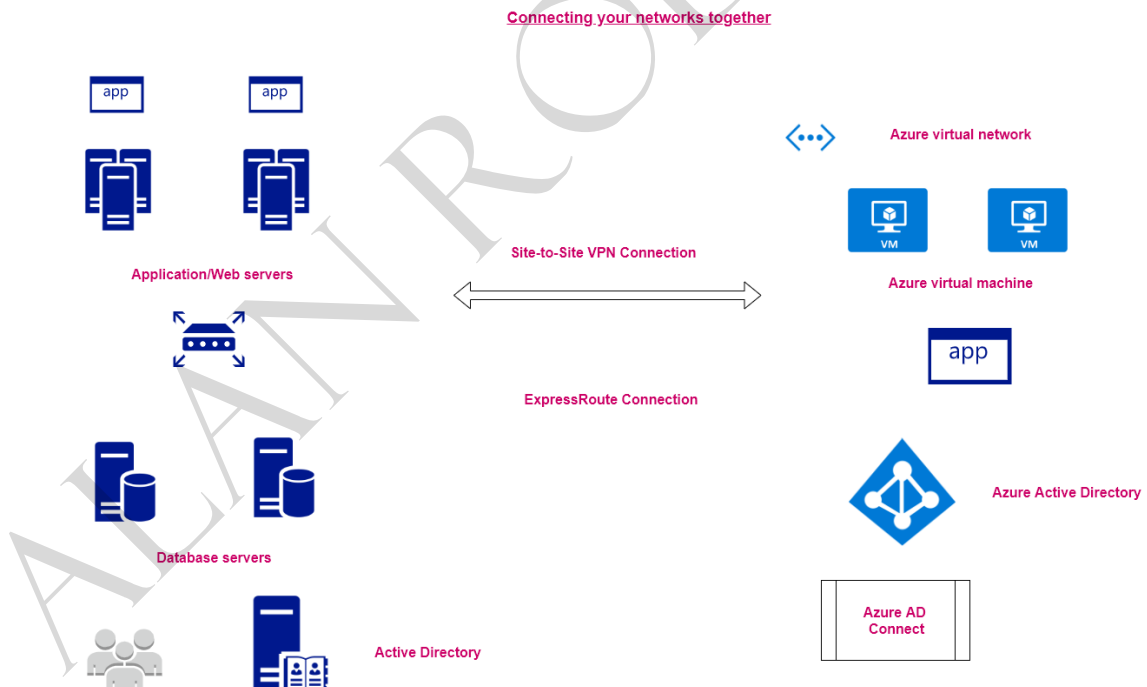 Connecting your networks together
app
app
Azure virtual network
VM
VM
Site-to-Site VPN Connection
Application/Web servers
Azure virtual machine
app
ExpressRoute Connection
Azure Active Directory
Database servers
Azure AD
Connect
Active Directory
ALAN RO